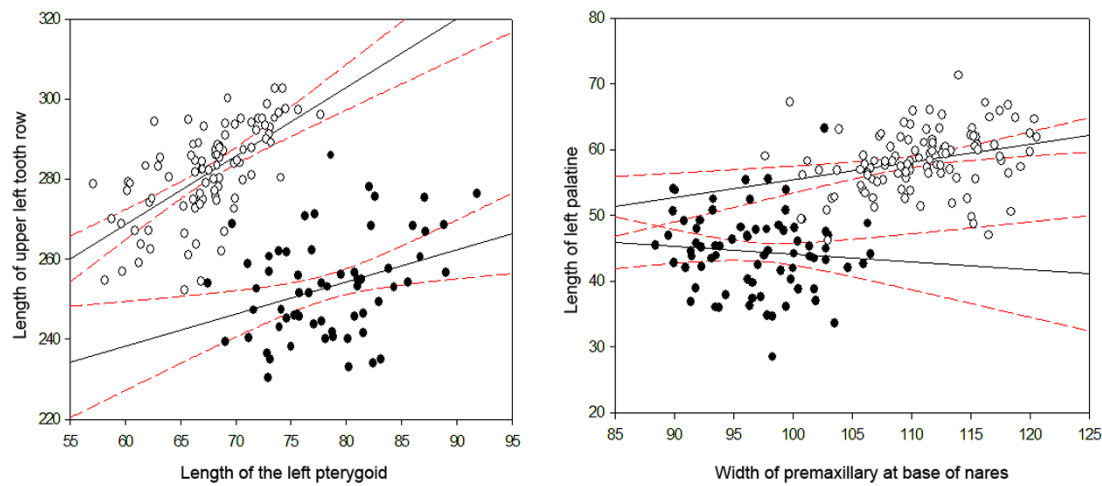 Length of upper left tooth row
320
300
280
260
240
220
55 60 65 70 75 80 85 90 95
Length of the left pterygoid
Length of left palatine
80
70
60
50
40
30
20
85 90 95 100 105 110 115 120 125
Width of premaxillary at base of nares